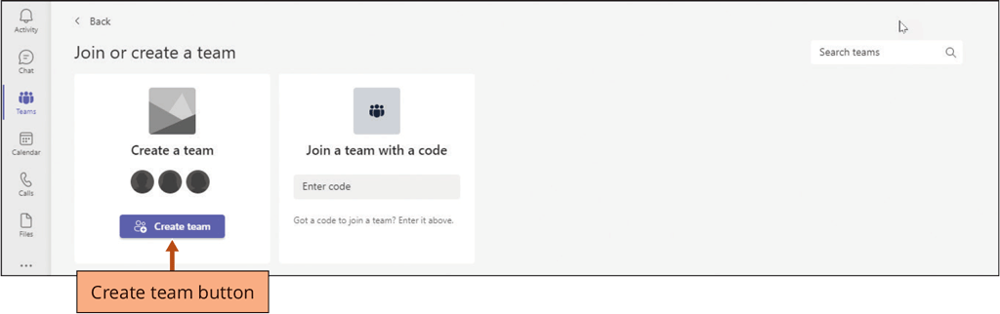 Activity
Chat
Teams
Calendar
Calls
Files
...
Back
Join or create a team
Search teams
Create a team
Create team
Join a team with a code
Enter code
Got a code to join a team? Enter it above.
Create team button